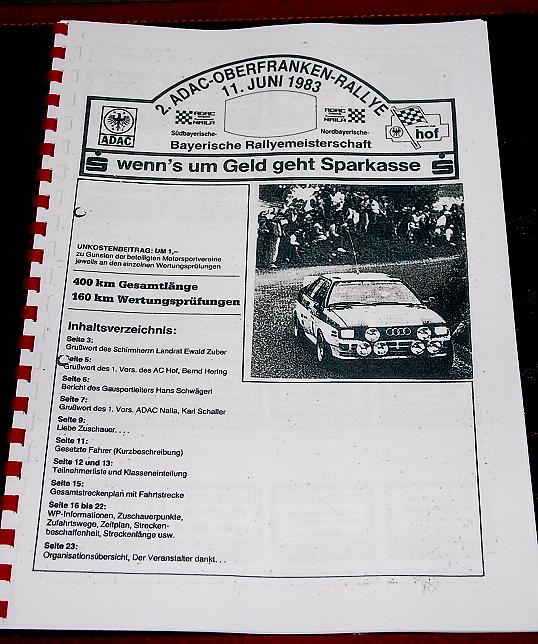 2. ADAC-OBERFRANKEN-RALLYE
11. JUNI 1983
ADAC
ADAC
NAILA
ADAC
NAILA
hof
Südbayerische-
Nordbayerische-
Bayerische Rallyemeisterschaft
wenn's um Geld geht Sparkasse
UNKOSTENBEITRAG: DM 1,–
zu Gunsten der beteiligten Motorsportvereine
jeweils an den einzelnen Wertungsprüfungen
400 km Gesamtlänge
160 km Wertungsprüfungen
Inhaltsverzeichnis:
Seite 3:
Grußwort des Schirmherrn Landrat Ewald Zuber
Seite 5:
Grußwort des 1. Vors. des AC Hof, Bernd Hering
Seite 6:
Bericht des Gausportleiters Hans Schwägerl
Seite 7:
Grußwort des 1. Vors. ADAC Naila, Karl Schaller
Seite 9:
Liebe Zuschauer. . . .
Seite 11:
Gesetzte Fahrer (Kurzbeschreibung)
Seite 12 und 13:
Teilnehmerliste und Klasseneinteilung
Seite 15:
Gesamtstreckenplan mit Fahrtstrecke
Seite 16 bis 22:
WP-Informationen, Zuschauerpunkte,
Zufahrtswege, Zeitplan, Strecken-
beschaffenheit, Streckenlänge usw.
Seite 23:
Organisationsübersicht, Der Veranstalter dankt. . .